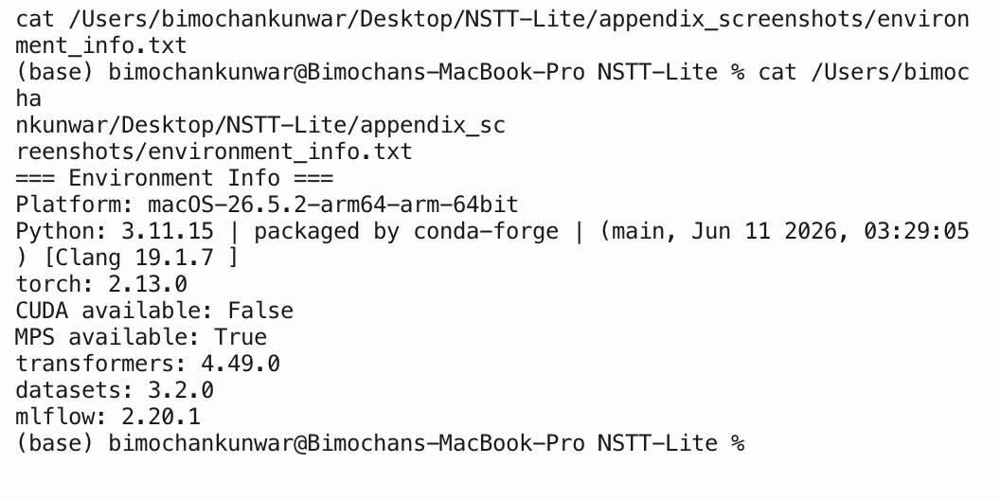 cat /Users/bimochankunwar/Desktop/NSTT-Lite/appendix_screenshots/environ
ment_info.txt
(base) bimochankunwar@Bimochans-MacBook-Pro NSTT-Lite % cat /Users/bimoc
ha
nkunwar/Desktop/NSTT-Lite/appendix_sc
reenshots/environment_info.txt
=== Environment Info ===
Platform: macOS-26.5.2-arm64-arm-64bit
Python: 3.11.15 | packaged by conda-forge | (main, Jun 11 2026, 03:29:05
) [Clang 19.1.7 ]
torch: 2.13.0
CUDA available: False
MPS available: True
transformers: 4.49.0
datasets: 3.2.0
mlflow: 2.20.1
(base) bimochankunwar@Bimochans-MacBook-Pro NSTT-Lite %